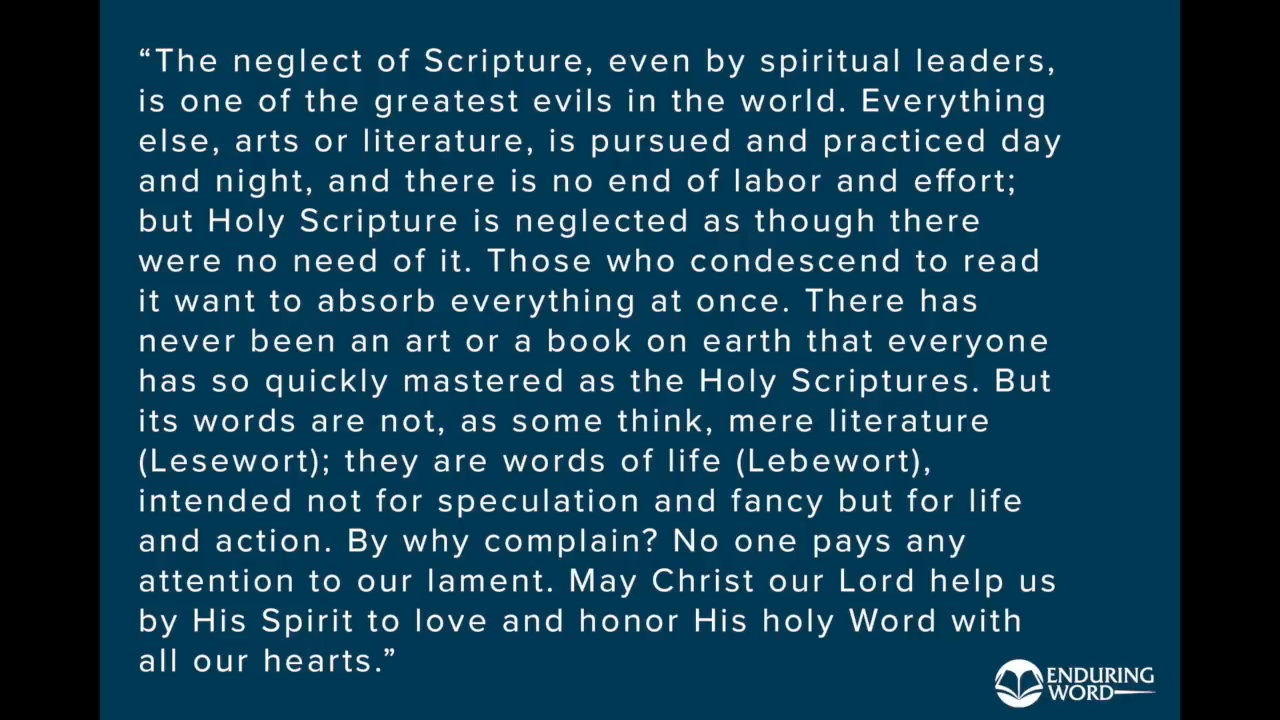 “The neglect of Scripture, even by spiritual leaders,
is one of the greatest evils in the world. Everything
else, arts or literature, is pursued and practiced day
and night, and there is no end of labor and effort;
but Holy Scripture is neglected as though there
were no need of it. Those who condescend to read
it want to absorb everything at once. There has
never been an art or a book on earth that everyone
has so quickly mastered as the Holy Scriptures. But
its words are not, as some think, mere literature
(Lesewort); they are words of life (Lebewort),
intended not for speculation and fancy but for life
and action. By why complain? No one pays any
attention to our lament. May Christ our Lord help us
by His Spirit to love and honor His holy Word with
all our hearts.”
ENDURING
WORD